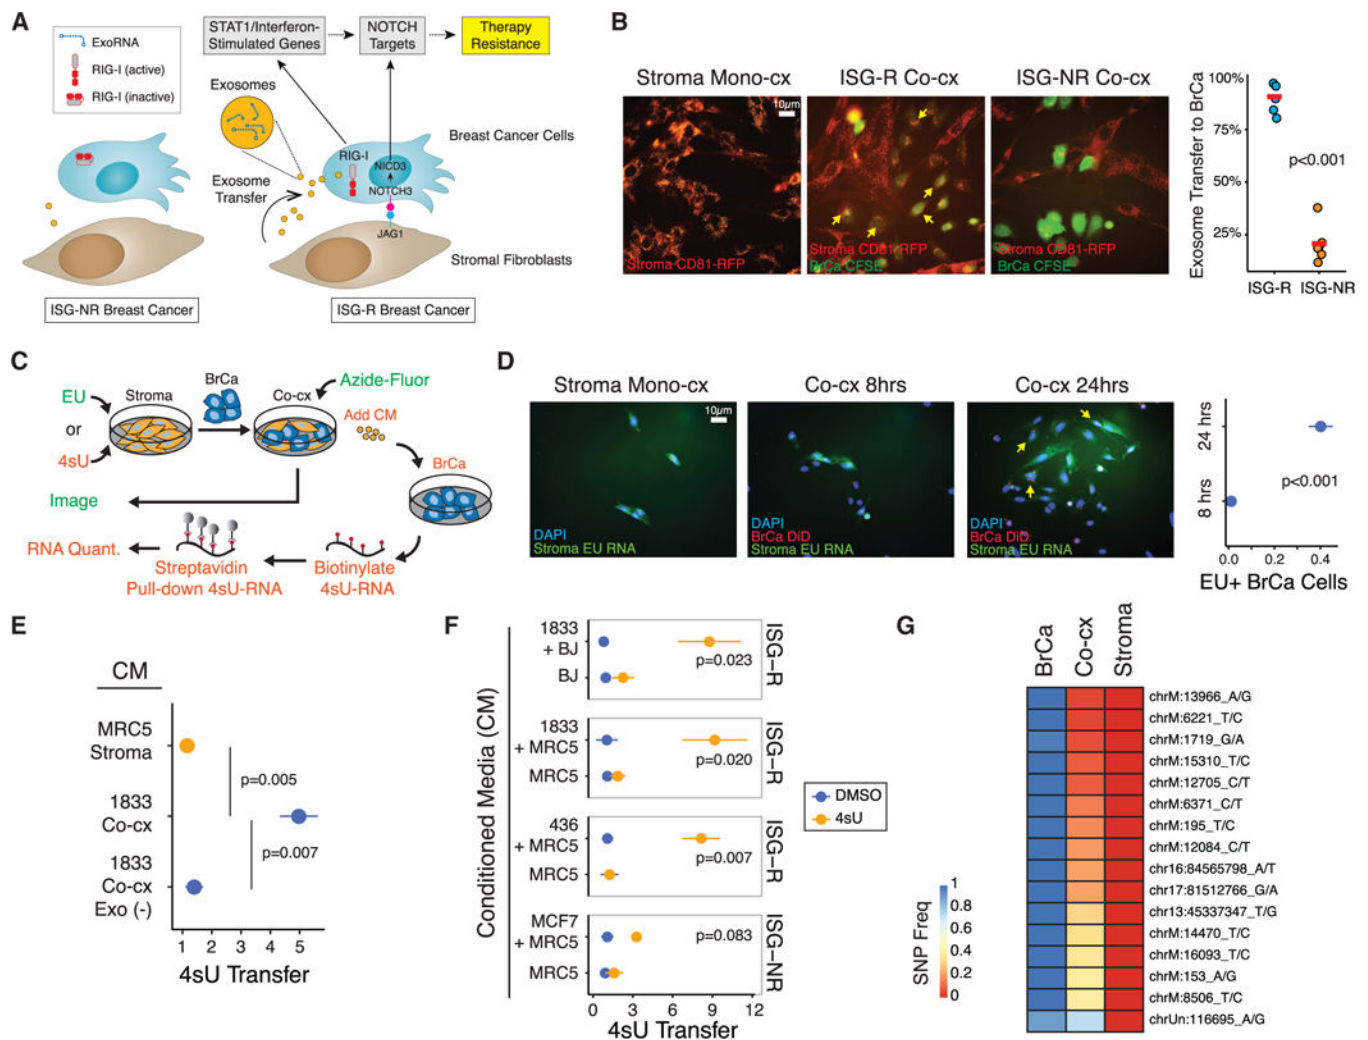 A
ExoRNA
RIG-I (active)
RIG-I (inactive)
STAT1/Interferon-
Stimulated Genes
NOTCH
Targets
Therapy
Resistance
Exosomes
Breast Cancer Cells
RIG-I
NICD3
NOTCH3
Exosome
Transfer
JAG1
Stromal Fibroblasts
ISG-NR Breast Cancer
ISG-R Breast Cancer
B
Stroma Mono-cx
ISG-R Co-cx
ISG-NR Co-cx
10µm
Stroma CD81-RFP
Stroma CD81-RFP
BrCa CFSE
Stroma CD81-RFP
BrCa CFSE
Exosome Transfer to BrCa
100%
75%
50%
25%
p<0.001
ISG-R
ISG-NR
C
EU
or
4sU
Stroma
BrCa
Co-cx
Azide-Fluor
Add CM
BrCa
Image
RNA Quant.
Streptavidin
Pull-down 4sU-RNA
Biotinylate
4sU-RNA
D
Stroma Mono-cx
Co-cx 8hrs
Co-cx 24hrs
10µm
DAPI
Stroma EU RNA
DAPI
BrCa DiD
Stroma EU RNA
DAPI
BrCa DiD
Stroma EU RNA
24 hrs
8 hrs
p<0.001
0.0
0.2
0.4
EU+ BrCa Cells
E
CM
MRC5
Stroma
1833
Co-cx
1833
Co-cx
Exo (-)
p=0.005
p=0.007
1
2
3
4
5
4sU Transfer
F
Conditioned Media (CM)
1833
+ BJ
BJ
p=0.023
ISG-R
1833
+ MRC5
MRC5
p=0.020
ISG-R
436
+ MRC5
MRC5
p=0.007
ISG-R
MCF7
+ MRC5
MRC5
p=0.083
ISG-NR
0
3
6
9
12
4sU Transfer
DMSO
4sU
G
BrCa
Co-cx
Stroma
chrM:13966_A/G
chrM:6221_T/C
chrM:1719_G/A
chrM:15310_T/C
chrM:12705_C/T
chrM:6371_C/T
chrM:195_T/C
chrM:12084_C/T
chr16:84565798_A/T
chr17:81512766_G/A
chr13:45337347_T/G
chrM:14470_T/C
chrM:16093_T/C
chrM:153_A/G
chrM:8506_T/C
chrUn:116695_A/G
SNP Freq
1
0.8
0.6
0.4
0.2
0